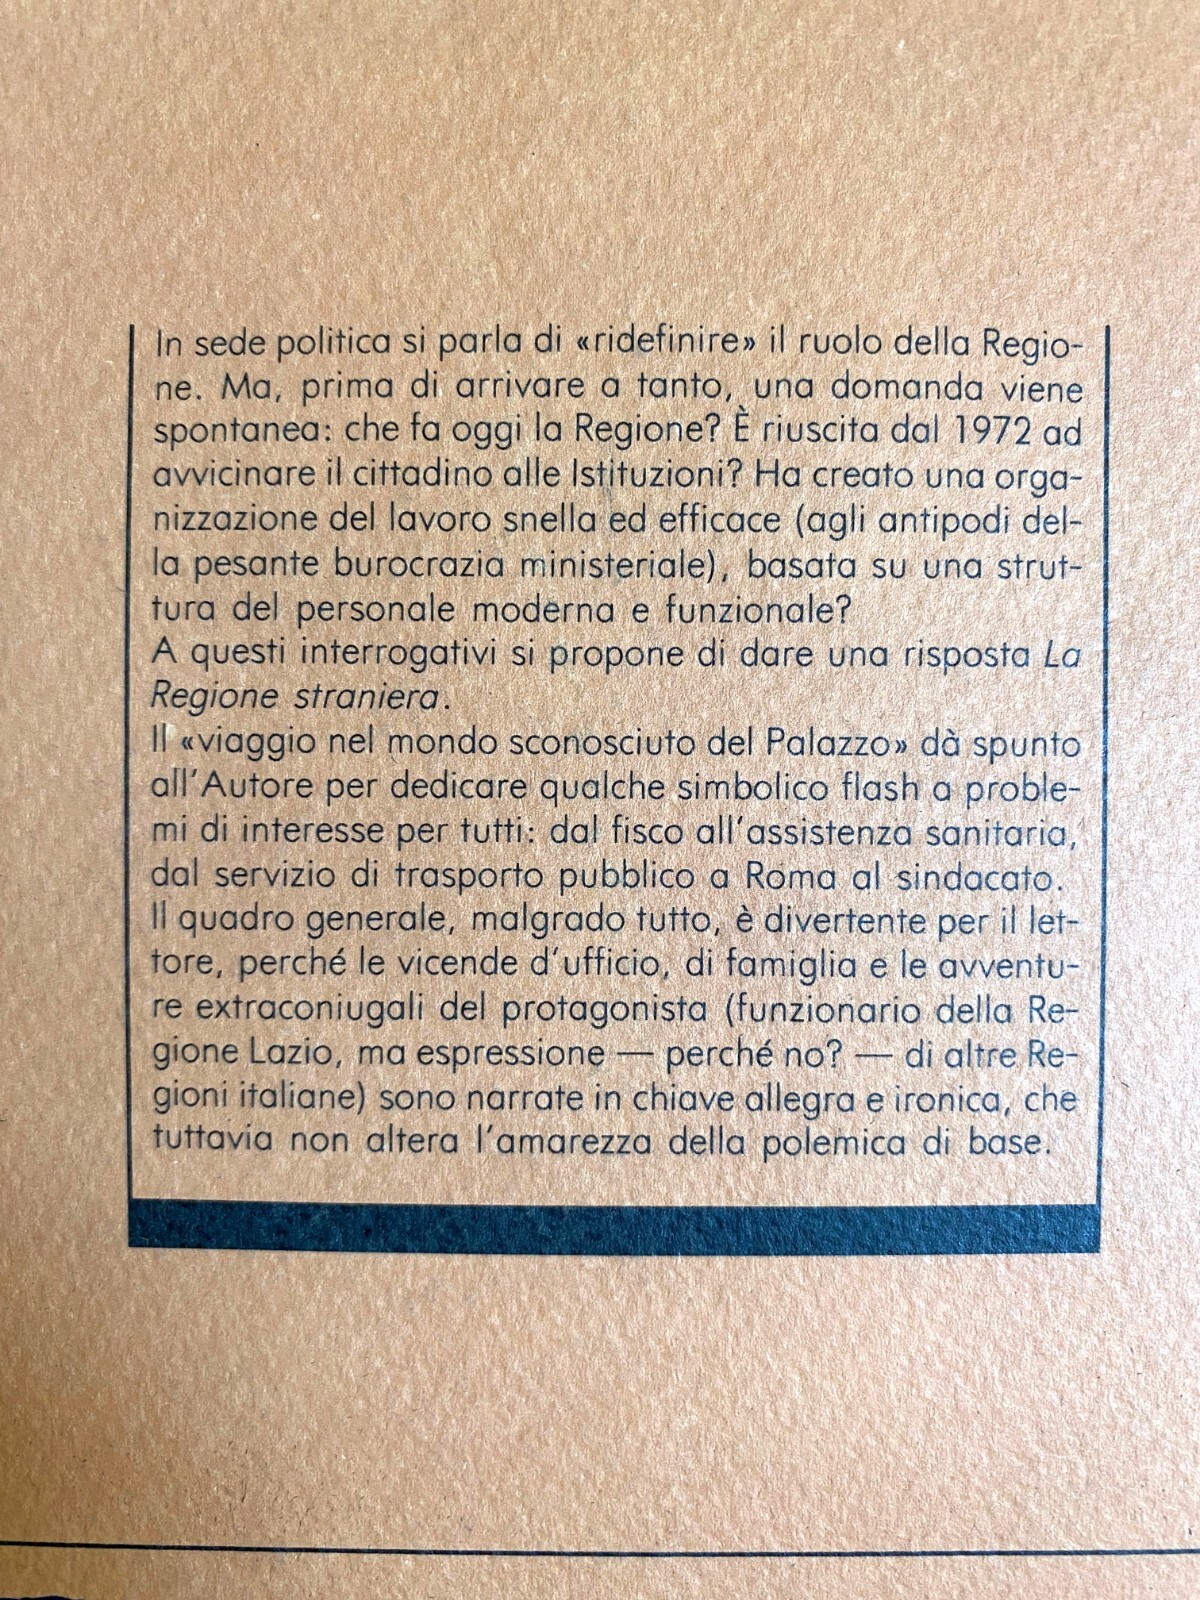 In sede politica si parla di «ridefinire» il ruolo della Regio-
ne. Ma, prima di arrivare a tanto, una domanda viene
spontanea: che fa oggi la Regione? È riuscita dal 1972 ad
avvicinare il cittadino alle Istituzioni? Ha creato una orga-
nizzazione del lavoro snella ed efficace (agli antipodi del-
la pesante burocrazia ministeriale), basata su una strut-
tura del personale moderna e funzionale?
A questi interrogativi si propone di dare una risposta La
Regione straniera.
Il «viaggio nel mondo sconosciuto del Palazzo» dà spunto
all'Autore per dedicare qualche simbolico flash a proble-
mi di interesse per tutti: dal fisco all'assistenza sanitaria,
dal servizio di trasporto pubblico a Roma al sindacato.
Il quadro generale, malgrado tutto, è divertente per il let-
tore, perché le vicende d'ufficio, di famiglia e le avventu-
re extraconiugali del protagonista (funzionario della Re-
gione Lazio, ma espressione — perché no? — di altre Re-
gioni italiane) sono narrate in chiave allegra e ironica, che
tuttavia non altera l'amarezza della polemica di base.